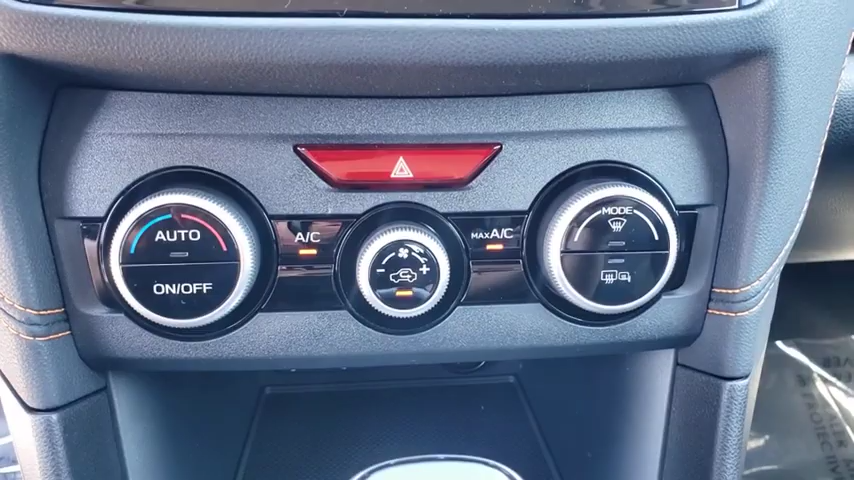 AUTO
ON/OFF
A/C
- +
MAX A/C
MODE